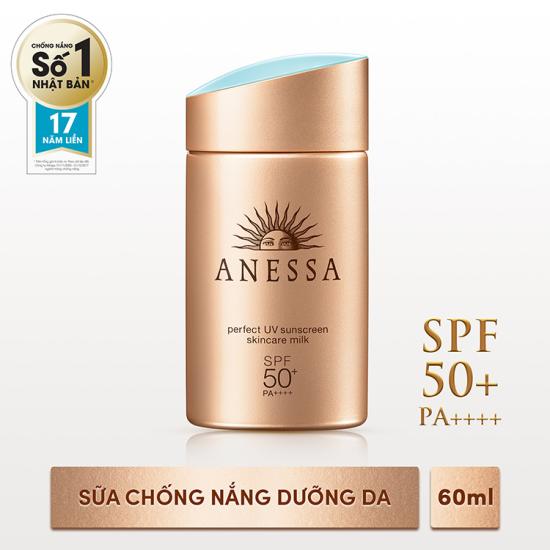 CHỐNG NẮNG
Số 1
NHẬT BẢN*
17
NĂM LIỀN
ANESSA
perfect UV sunscreen
skincare milk
SPF
50+
PA++++
SPF
50+
PA++++
SỮA CHỐNG NẮNG DƯỠNG DA
60ml